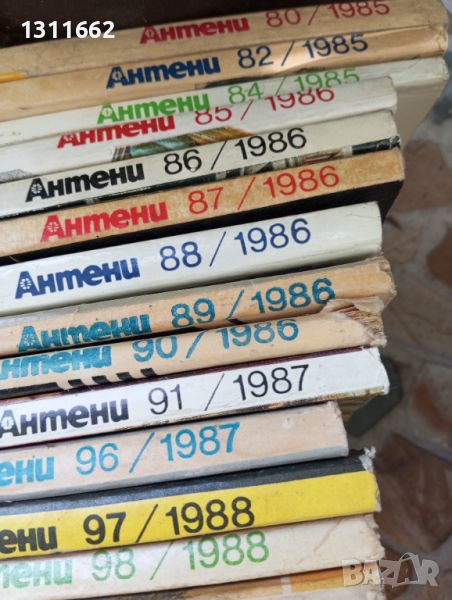 1311662
Антени 80/1985
Антени 82/1985
Антени 84/1985
Антени 85/1986
Антени 86/1986
Антени 87/1986
Антени 88/1986
Антени 89/1986
Антени 90/1986
Антени 91/1987
ени 96/1987
ени 97/1988
тени 98/1988
BAZAR